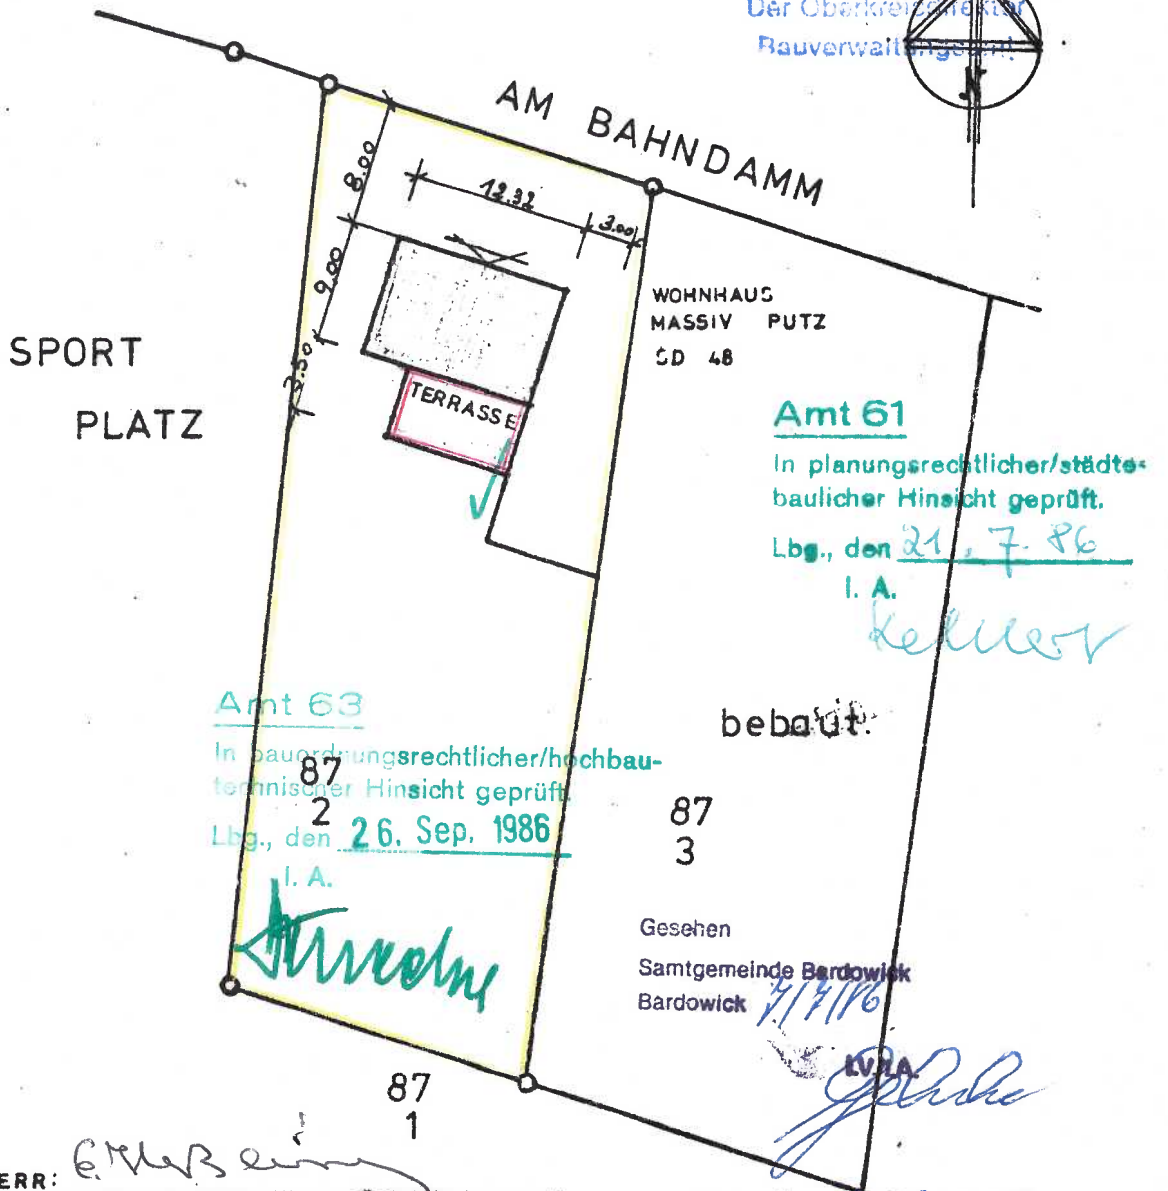 Der Oberkreisdirektor
Bauverwaltungsamt
N
AM BAHNDAMM
8.00
12.32
3.00
9.00
3.50
WOHNHAUS
MASSIV PUTZ
SD 48
SPORT
PLATZ
TERRASSE
Amt 61
In planungsrechtlicher/städte-
baulicher Hinsicht geprüft.
Lbg., den 21. 7. 86
I. A.
Amt 63
In bauordnungsrechtlicher/hochbau-
technischer Hinsicht geprüft.
Lbg., den 26. Sep. 1986
I. A.
87
2
bebaut.
87
3
Gesehen
Samtgemeinde Bardowick
Bardowick 7/7/86
I.A.
87
1
ERR: